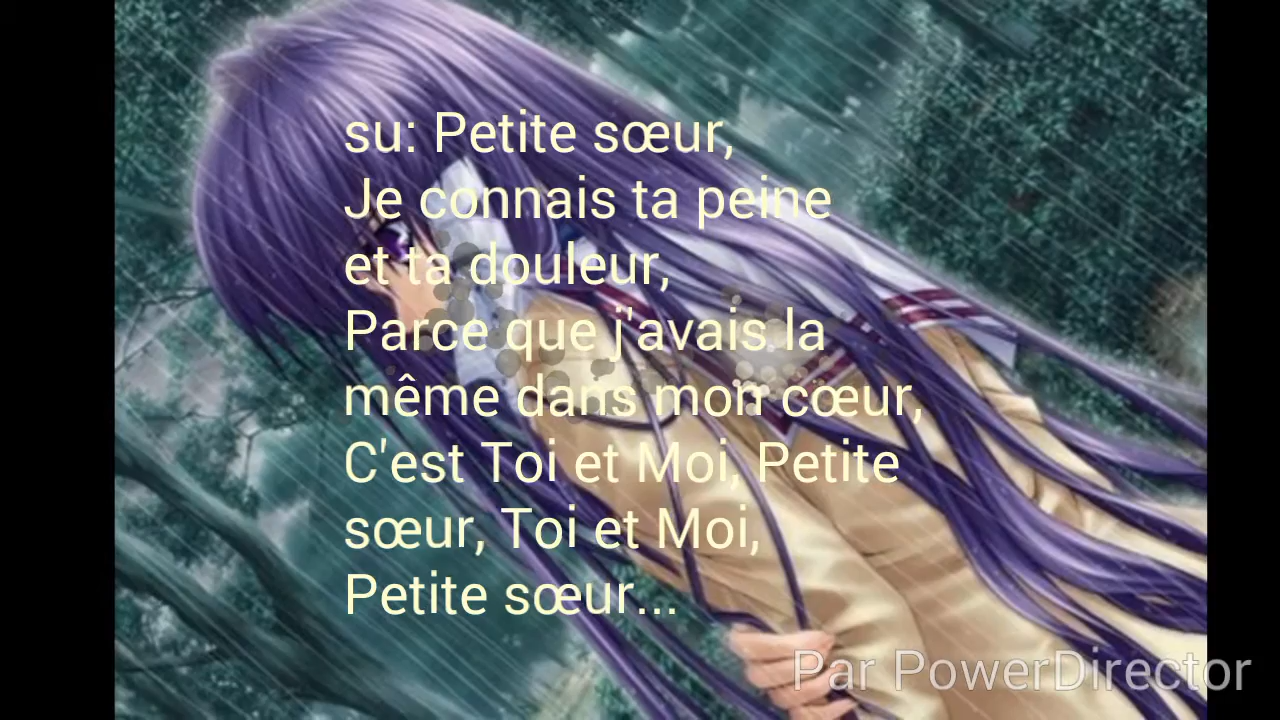 su: Petite sœur,
Je connais ta peine
et ta douleur,
Parce que j'avais la
même dans mon cœur,
C'est Toi et Moi, Petite
sœur, Toi et Moi,
Petite sœur...
Par PowerDirector